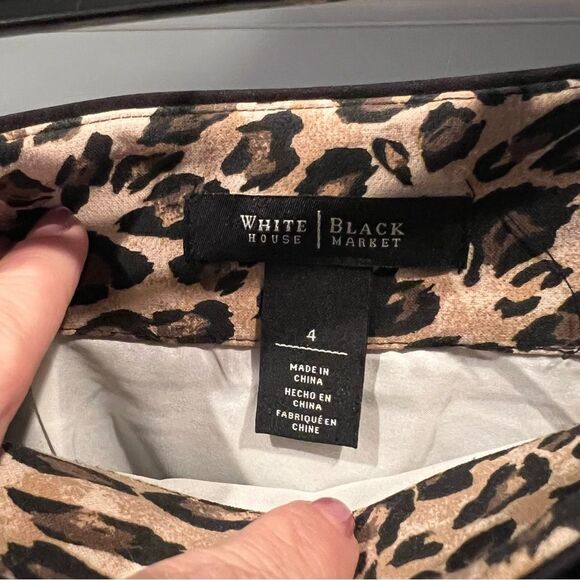 WHITE | BLACK
HOUSE | MARKET
4
MADE IN
CHINA
HECHO EN
CHINA
FABRIQUÉ EN
CHINE